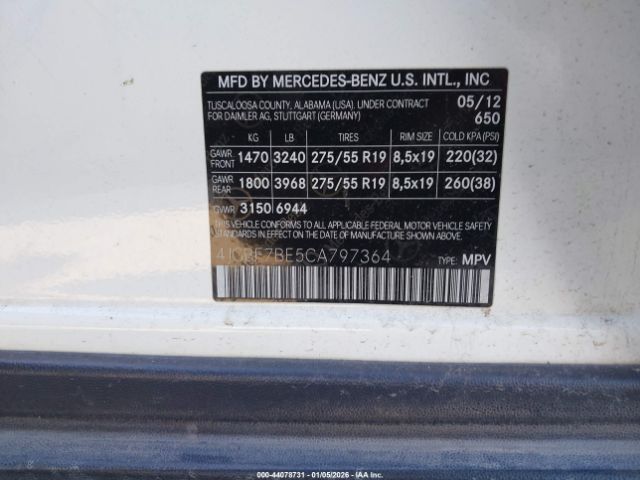 MFD BY MERCEDES-BENZ U.S. INTL., INC
TUSCALOOSA COUNTY, ALABAMA (USA). UNDER CONTRACT 05/12
FOR DAIMLER AG, STUTTGART (GERMANY) 650
KG LB TIRES RIM SIZE COLD KPA(PSI)
GAWR FRONT 1470 3240 275/55 R19 8,5x19 220(32)
GAWR REAR 1800 3968 275/55 R19 8,5x19 260(38)
GVWR 3150 6944
THIS VEHICLE CONFORMS TO ALL APPLICABLE FEDERAL MOTOR VEHICLE SAFETY
STANDARDS IN EFFECT ON THE DATE OF MANUFACTURE SHOWN ABOVE.
4JGBF7BE5CA797364 TYPE: MPV
000-44078731 - 01/05/2026 - IAA Inc.